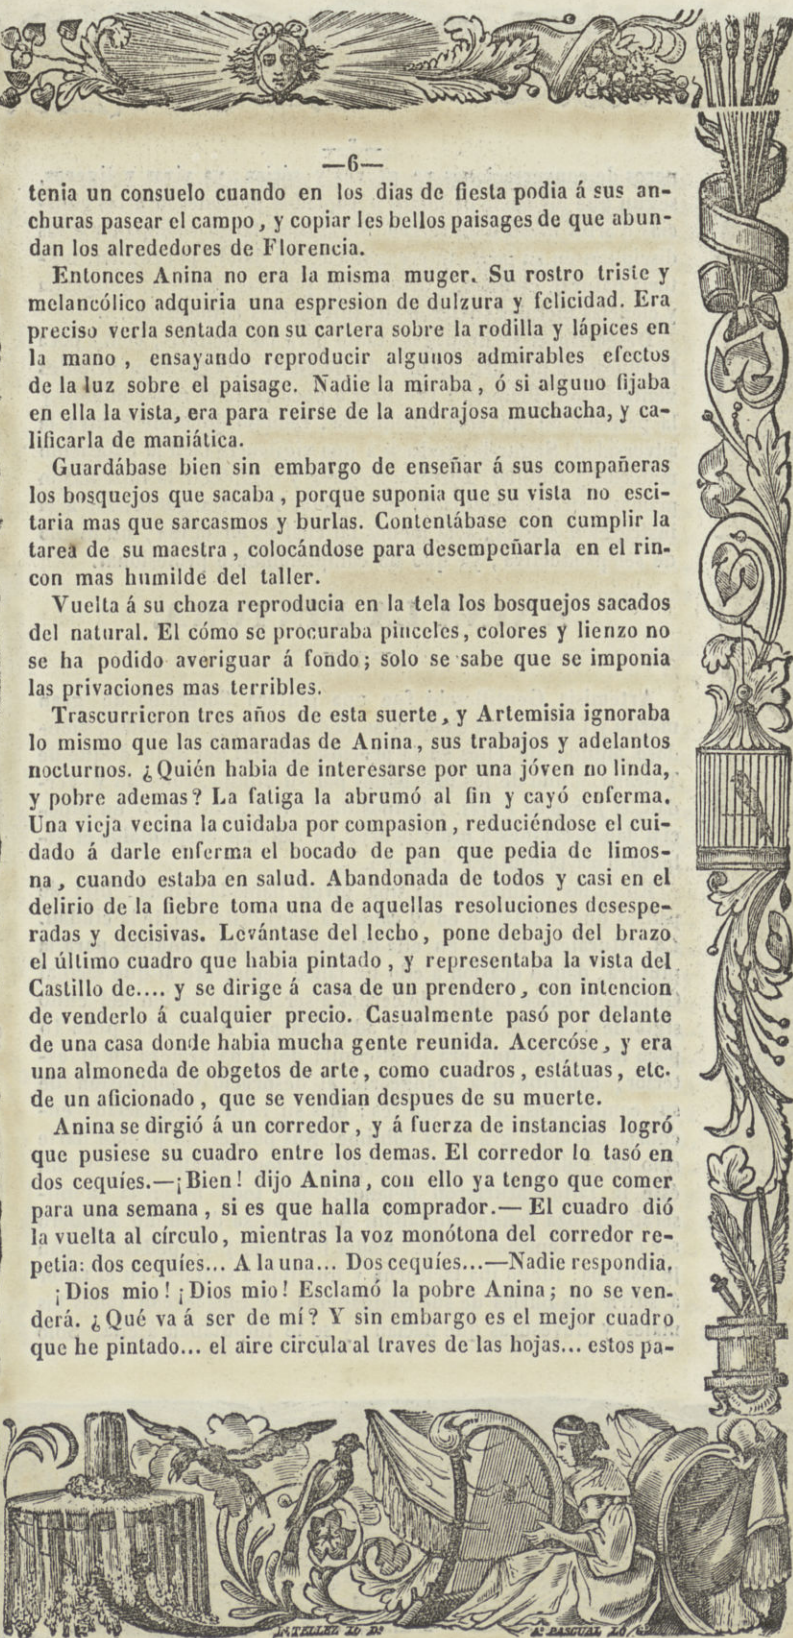 —6—
tenia un consuelo cuando en los dias de fiesta podia á sus an-
churas pasear el campo, y copiar les bellos paisages de que abun-
dan los alrededores de Florencia.
Entonces Anina no era la misma muger. Su rostro triste y
melancólico adquiria una espresion de dulzura y felicidad. Era
preciso verla sentada con su cartera sobre la rodilla y lápices en
la mano, ensayando reproducir algunos admirables efectos
de la luz sobre el paisage. Nadie la miraba, ó si alguno fijaba
en ella la vista, era para reirse de la andrajosa muchacha, y ca-
lificarla de maniática.
Guardábase bien sin embargo de enseñar á sus compañeras
los bosquejos que sacaba, porque suponia que su vista no esci-
taria mas que sarcasmos y burlas. Contentábase con cumplir la
tarea de su maestra, colocándose para desempeñarla en el rin-
con mas humilde del taller.
Vuelta á su choza reproducia en la tela los bosquejos sacados
del natural. El cómo se procuraba pinceles, colores y lienzo no
se ha podido averiguar á fondo; solo se sabe que se imponia
las privaciones mas terribles.
Trascurrieron tres años de esta suerte, y Artemisia ignoraba
lo mismo que las camaradas de Anina, sus trabajos y adelantos
nocturnos. ¿Quién habia de interesarse por una jóven no linda,
y pobre ademas? La fatiga la abrumó al fin y cayó enferma.
Una vieja vecina la cuidaba por compasion, reduciéndose el cui-
dado á darle enferma el bocado de pan que pedia de limos-
na, cuando estaba en salud. Abandonada de todos y casi en el
delirio de la fiebre toma una de aquellas resoluciones desespe-
radas y decisivas. Levántase del lecho, pone debajo del brazo
el último cuadro que habia pintado, y representaba la vista del
Castillo de.... y se dirige á casa de un prendero, con intencion
de venderlo á cualquier precio. Casualmente pasó por delante
de una casa donde habia mucha gente reunida. Acercóse, y era
una almoneda de obgetos de arte, como cuadros, estátuas, etc.
de un aficionado, que se vendian despues de su muerte.
Anina se dirgió á un corredor, y á fuerza de instancias logró
que pusiese su cuadro entre los demas. El corredor lo tasó en
dos cequíes.—¡Bien! dijo Anina, con ello ya tengo que comer
para una semana, si es que halla comprador.— El cuadro dió
la vuelta al círculo, mientras la voz monótona del corredor re-
petia: dos cequíes... A la una... Dos cequíes...—Nadie respondia.
¡Dios mio! ¡Dios mio! Esclamó la pobre Anina; no se ven-
derá. ¿Qué va á ser de mí? Y sin embargo es el mejor cuadro
que he pintado... el aire circula al traves de las hojas... estos pa-